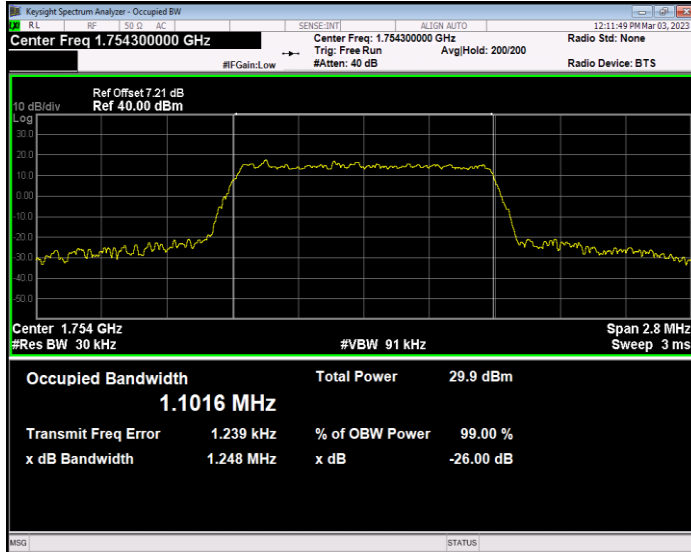 Keysight Spectrum Analyzer - Occupied BW
RL RF 50 Ω AC SENSE:INT ALIGN AUTO 12:11:49 PM Mar 03, 2023
Center Freq 1.754300000 GHz
Center Freq: 1.754300000 GHz
Radio Std: None
Trig: Free Run Avg|Hold: 200/200
#IFGain:Low #Atten: 40 dB Radio Device: BTS
Ref Offset 7.21 dB
10 dB/div Ref 40.00 dBm
Log
30.0
20.0
10.0
0.00
-10.0
-20.0
-30.0
-40.0
-50.0
Center 1.754 GHz Span 2.8 MHz
#Res BW 30 kHz #VBW 91 kHz Sweep 3 ms
Occupied Bandwidth Total Power 29.9 dBm
1.1016 MHz
Transmit Freq Error 1.239 kHz % of OBW Power 99.00 %
x dB Bandwidth 1.248 MHz x dB -26.00 dB
MSG STATUS